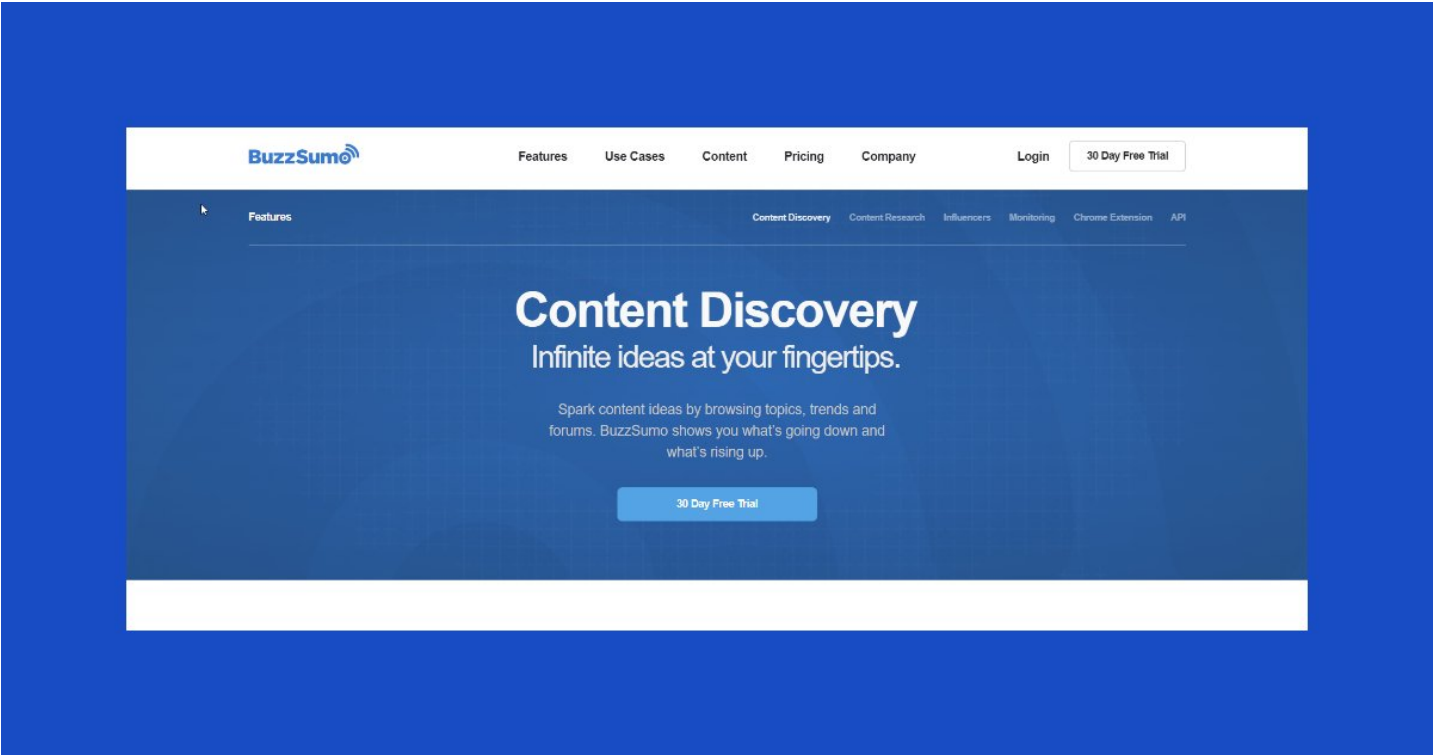 BuzzSumo
Features Use Cases Content Pricing Company Login 30 Day Free Trial
Features Content Discovery Content Research Influencers Monitoring Chrome Extension API
Content Discovery
Infinite ideas at your fingertips.
Spark content ideas by browsing topics, trends and
forums. BuzzSumo shows you what's going down and
what's rising up.
30 Day Free Trial